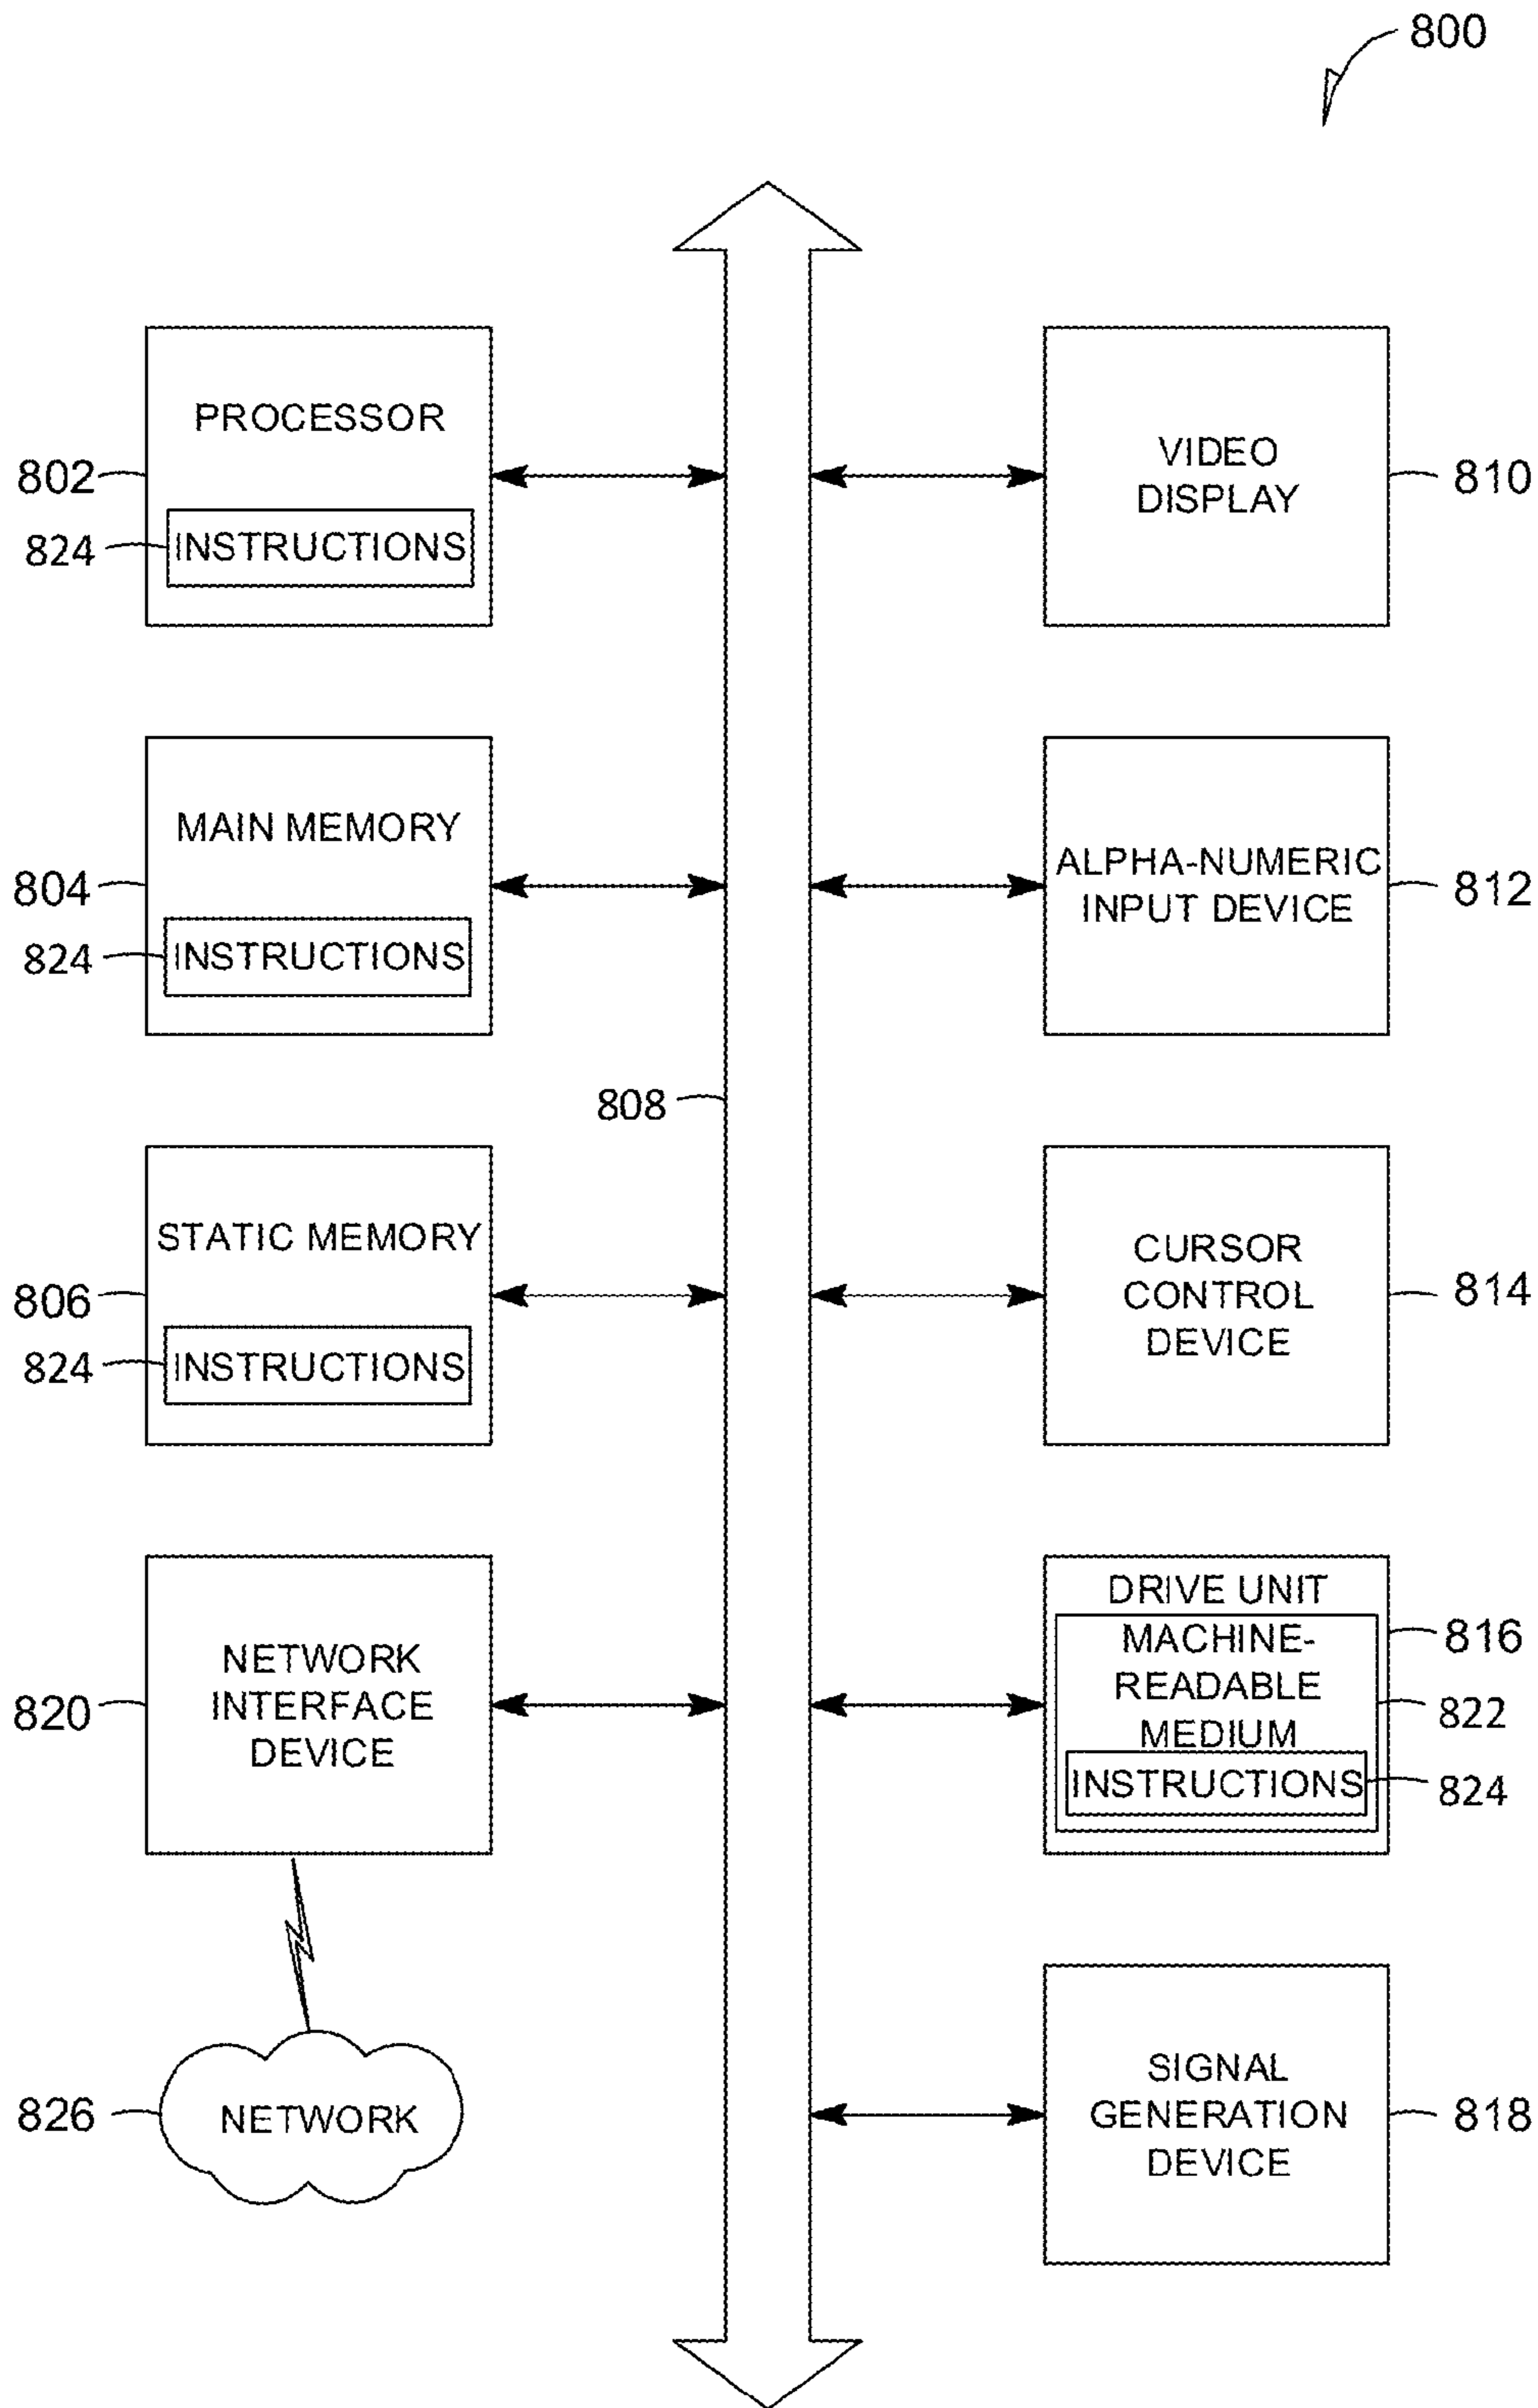 800
PROCESSOR
802
824
INSTRUCTIONS
VIDEO
DISPLAY
810
MAIN MEMORY
804
824
INSTRUCTIONS
ALPHA-NUMERIC
INPUT DEVICE
812
808
STATIC MEMORY
806
824
INSTRUCTIONS
CURSOR
CONTROL
DEVICE
814
NETWORK
INTERFACE
DEVICE
820
DRIVE UNIT
816
MACHINE-
READABLE
MEDIUM
822
INSTRUCTIONS
824
826
NETWORK
SIGNAL
GENERATION
DEVICE
818